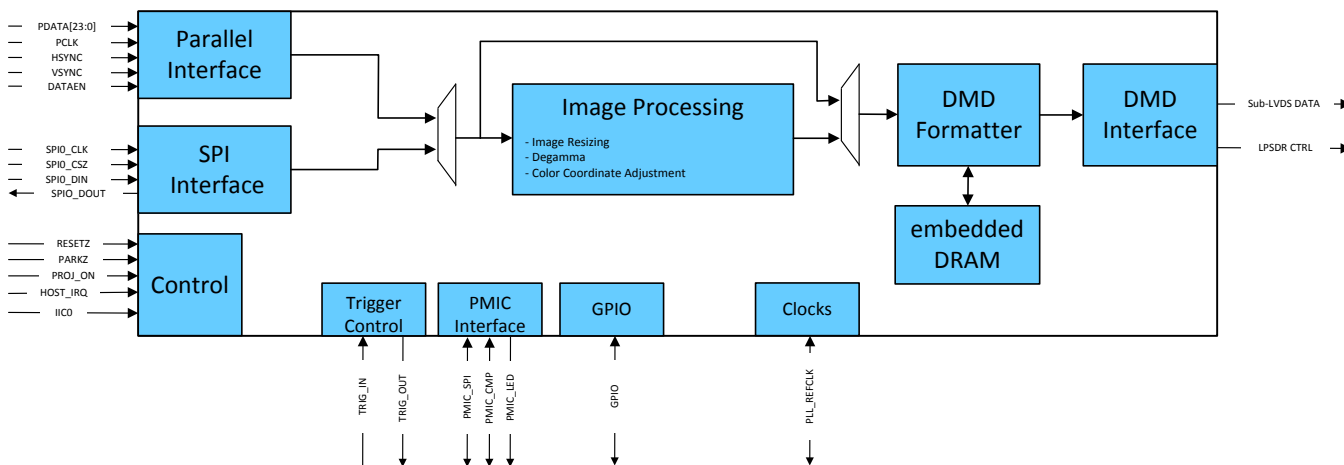 PDATA[23:0]
PCLK
HSYNC
VSYNC
DATAEN
Parallel
Interface
SPI0_CLK
SPI0_CSZ
SPI0_DIN
SPIO_DOUT
SPI
Interface
Image Processing
- Image Resizing
- Degamma
- Color Coordinate Adjustment
DMD
Formatter
DMD
Interface
Sub-LVDS DATA
LPSDR CTRL
embedded
DRAM
RESETZ
PARKZ
PROJ_ON
HOST_IRQ
IIC0
Control
Trigger
Control
PMIC
Interface
GPIO
Clocks
TRIG_IN
TRIG_OUT
PMIC_SPI
PMIC_CMP
PMIC_LED
GPIO
PLL_REFCLK